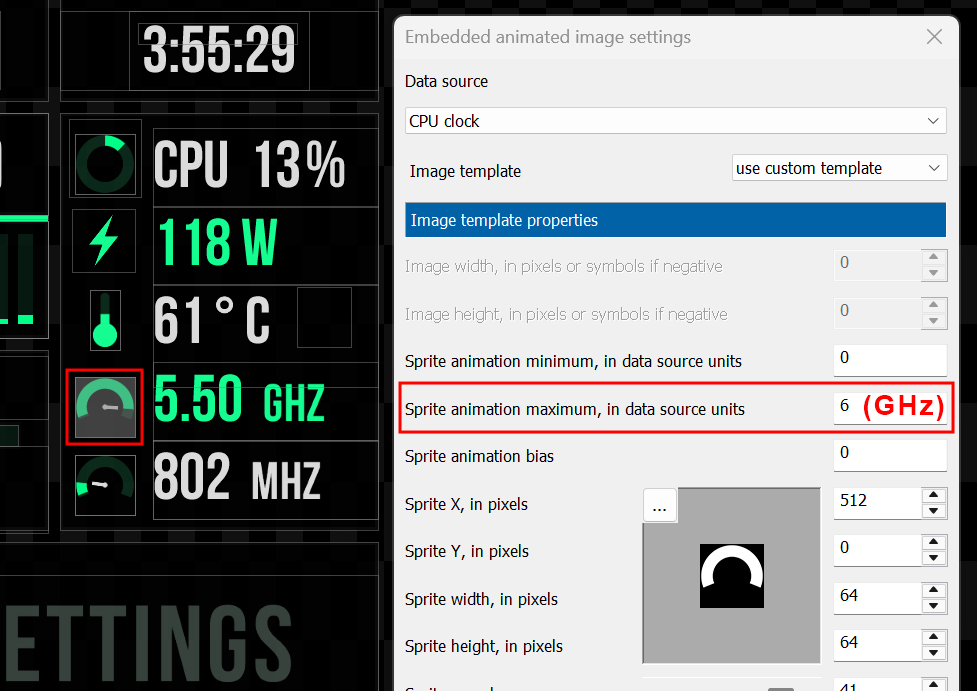 3:55:29
CPU 13%
118 W
61°C
5.50 GHZ
802 MHZ
ETTINGS
Embedded animated image settings
Data source
CPU clock
Image template
use custom template
Image template properties
Image width, in pixels or symbols if negative
0
Image height, in pixels or symbols if negative
0
Sprite animation minimum, in data source units
0
Sprite animation maximum, in data source units
6 (GHz)
Sprite animation bias
0
Sprite X, in pixels
...
512
Sprite Y, in pixels
0
Sprite width, in pixels
64
Sprite height, in pixels
64
41